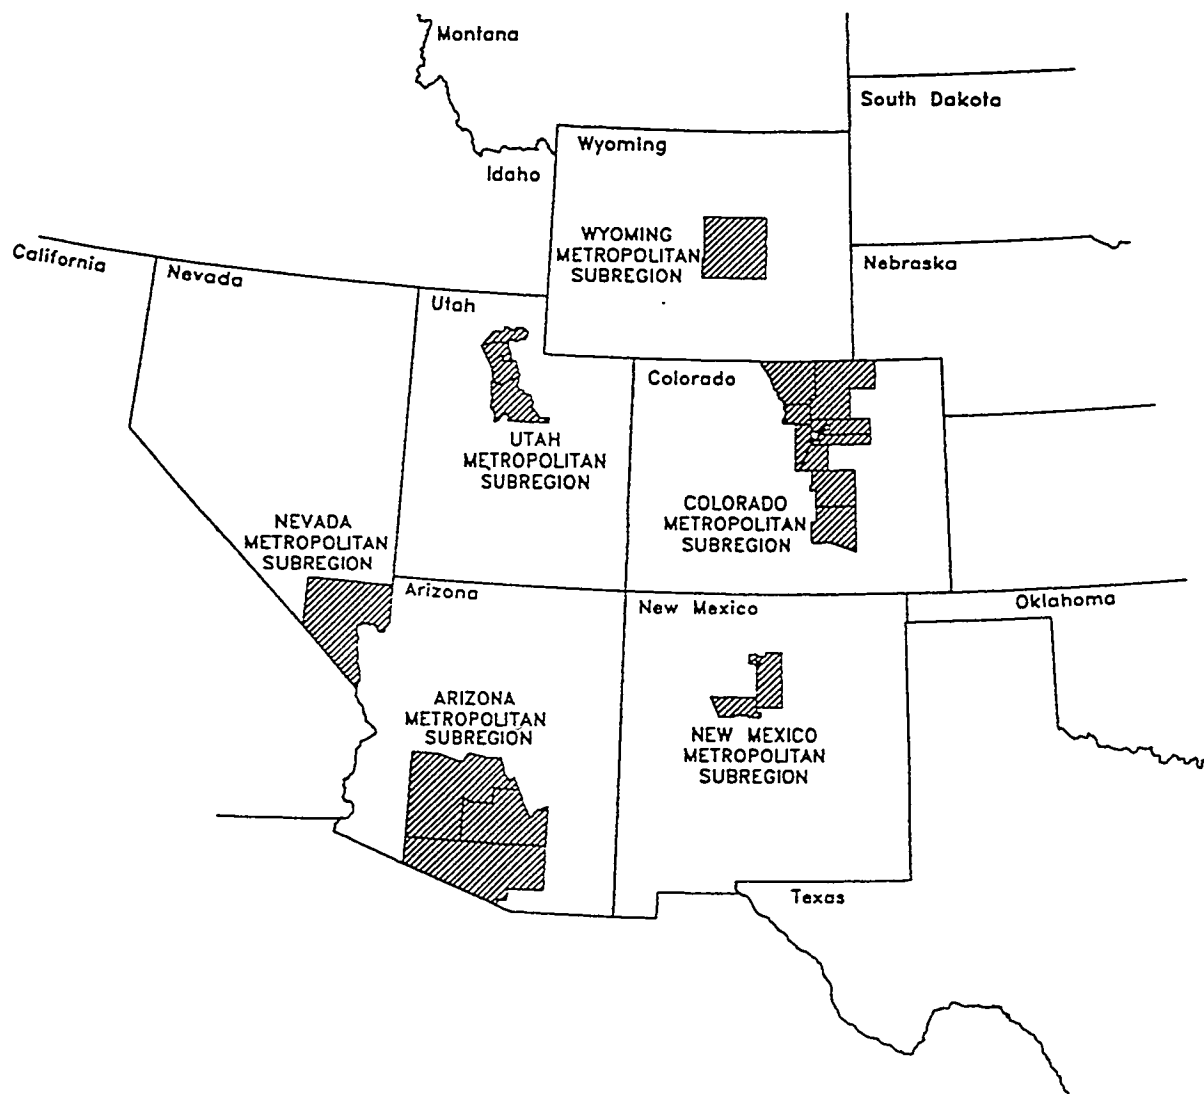 Montana
South Dakota
Wyoming
Idaho
WYOMING
METROPOLITAN
SUBREGION
California
Nevada
Nebraska
Utah
Colorado
UTAH
METROPOLITAN
SUBREGION
COLORADO
METROPOLITAN
SUBREGION
NEVADA
METROPOLITAN
SUBREGION
Arizona
New Mexico
Oklahoma
ARIZONA
METROPOLITAN
SUBREGION
NEW MEXICO
METROPOLITAN
SUBREGION
Texas